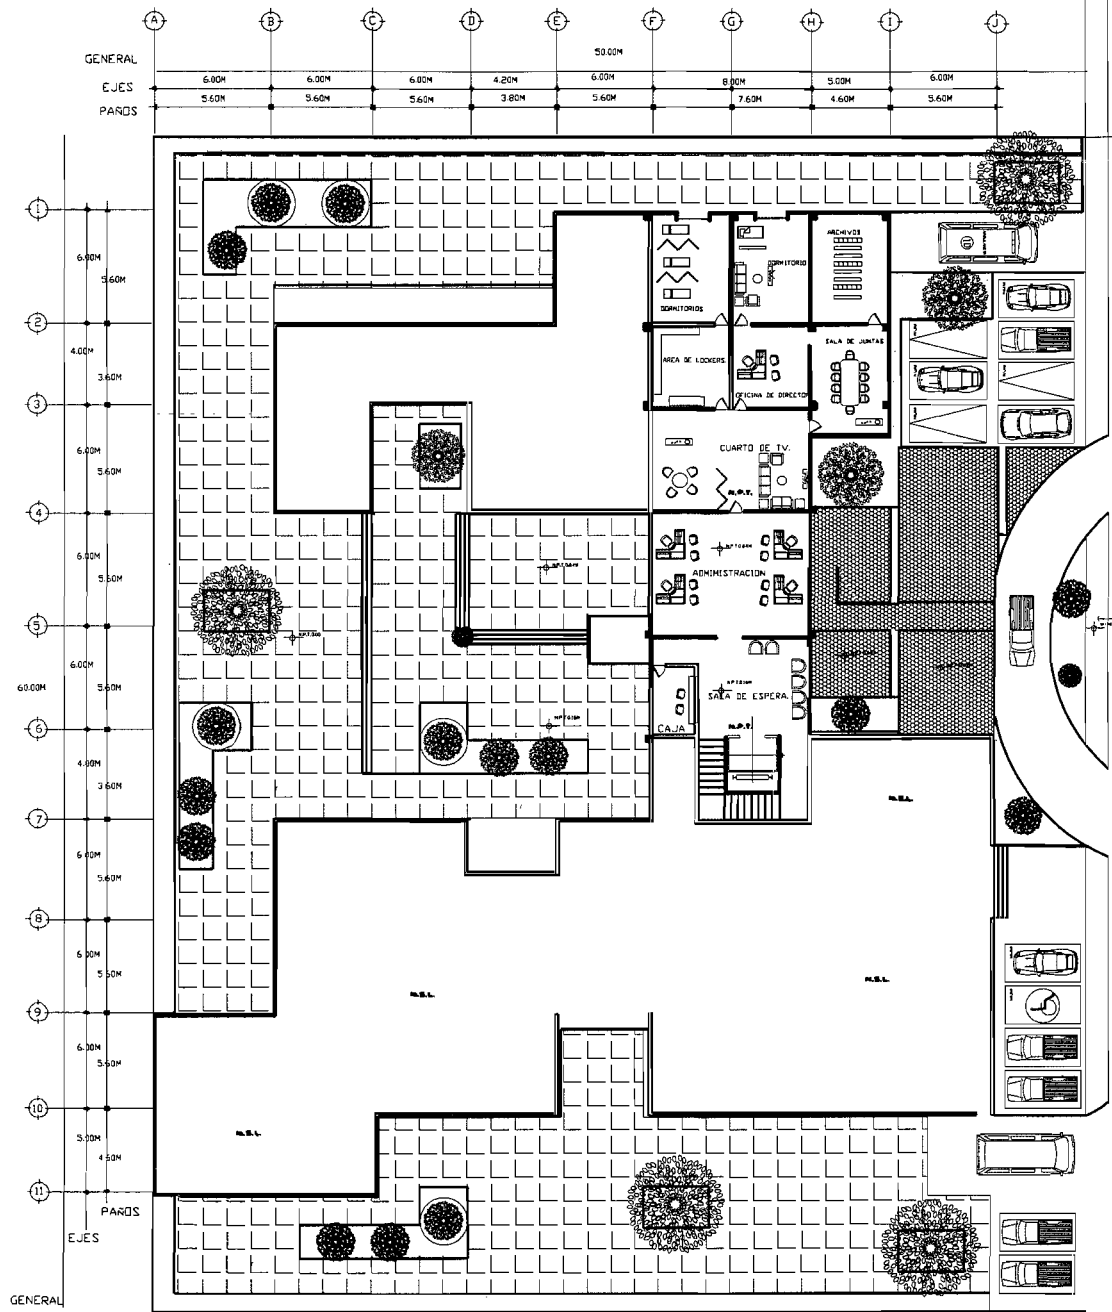 A B C D E F G H I J
GENERAL 50.00M
EJES 6.00M 6.00M 6.00M 4.20M 6.00M 8.00M 5.00M 6.00M
PAÑOS 5.60M 5.60M 5.60M 3.80M 5.60M 7.60M 4.60M 5.60M
1
6.00M
5.60M
2
4.00M
3.60M
3
6.00M
5.60M
4
6.00M
5.60M
5
6.00M
60.00M 5.60M
6
4.00M
3.60M
7
6.00M
5.60M
8
6.00M
5.60M
9
6.00M
5.60M
10
5.00M
4.60M
11
PAÑOS
EJES
GENERAL
ARCHIVOS
DORMITORIO
DORMITORIOS
SALA DE JUNTAS
AREA DE LOCKERS
OFICINA DE DIRECTOR
CUARTO DE TV.
N.P.T.
ADMINISTRACION
SALA DE ESPERA.
CAJA
N.P.T.